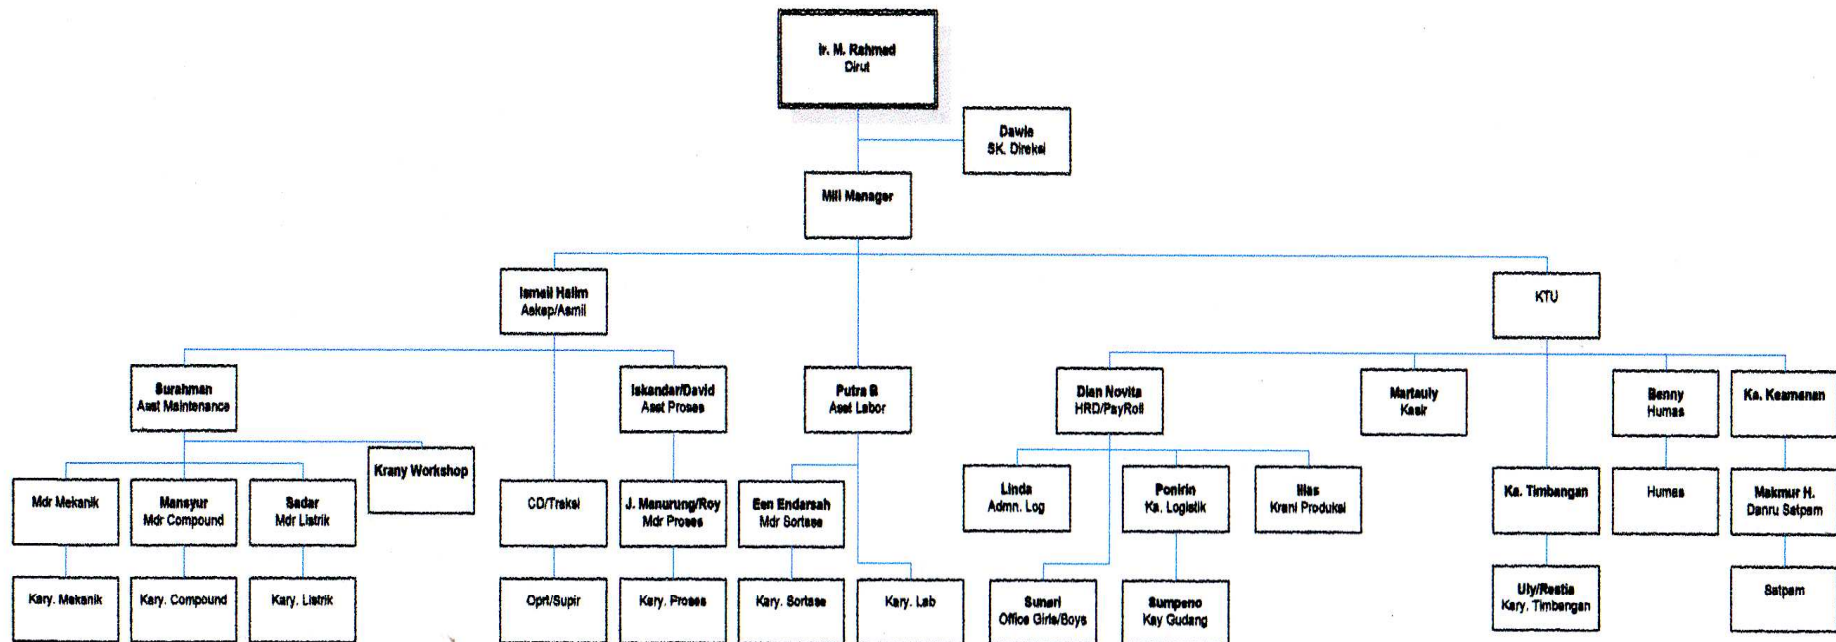 Ir. M. Rahmad
Dirut
Dawie
SK. Direksi
Mill Manager
Ismail Halim
Askep/Asmil
KTU
Surahman
Asst Maintenance
Iskandar/David
Asst Proses
Putra B
Asst Labor
Dian Novita
HRD/PayRoll
Martauly
Kasir
Benny
Humas
Ka. Keamanan
Krany Workshop
Mdr Mekanik
Mansyur
Mdr Compound
Sadar
Mdr Listrik
CD/Traksi
J. Manurung/Roy
Mdr Proses
Een Endarsah
Mdr Sortase
Linda
Admn. Log
Ponirin
Ka. Logistik
Ilias
Krani Produksi
Ka. Timbangan
Humas
Makmur H.
Danru Satpam
Kary. Mekanik
Kary. Compound
Kary. Listrik
Oprt/Supir
Kary. Proses
Kary. Sortase
Kary. Lab
Sunari
Office Girls/Boys
Sumpeno
Kay Gudang
Uly/Restia
Kary. Timbangan
Satpam